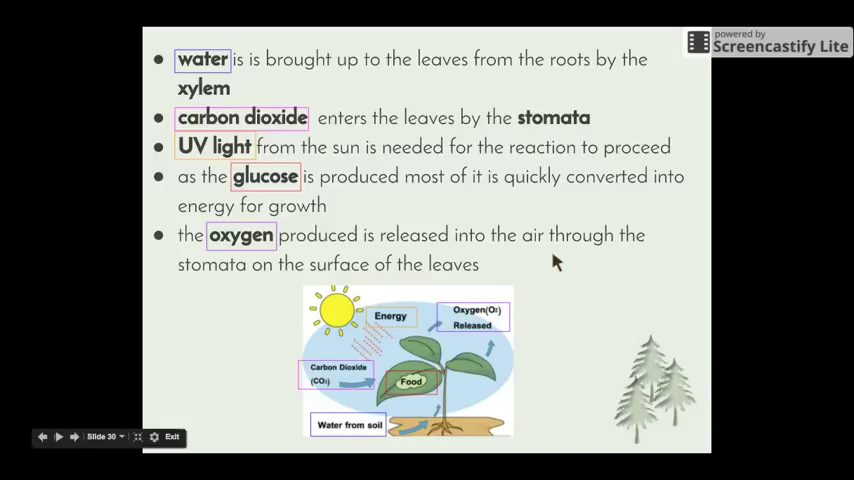 powered by
Screencastify Lite
water is is brought up to the leaves from the roots by the
xylem
carbon dioxide enters the leaves by the stomata
UV light from the sun is needed for the reaction to proceed
as the glucose is produced most of it is quickly converted into
energy for growth
the oxygen produced is released into the air through the
stomata on the surface of the leaves
Energy
Oxygen(O₂)
Released
Carbon Dioxide
(CO₂)
Food
Water from soil
Slide 30
Exit